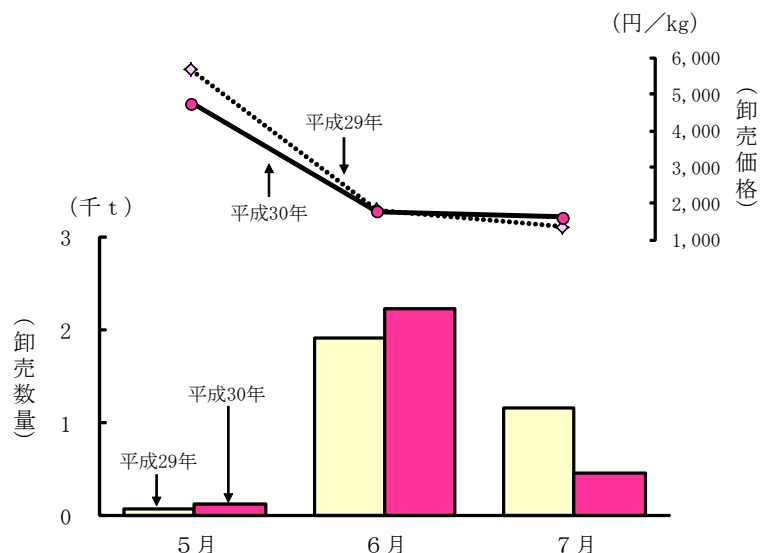 (円／kg)
6,000
5,000
4,000
3,000
2,000
1,000
（卸売価格）
平成29年
平成30年
(千ｔ)
3
2
1
0
（卸売数量）
平成30年
平成29年
５月
６月
７月